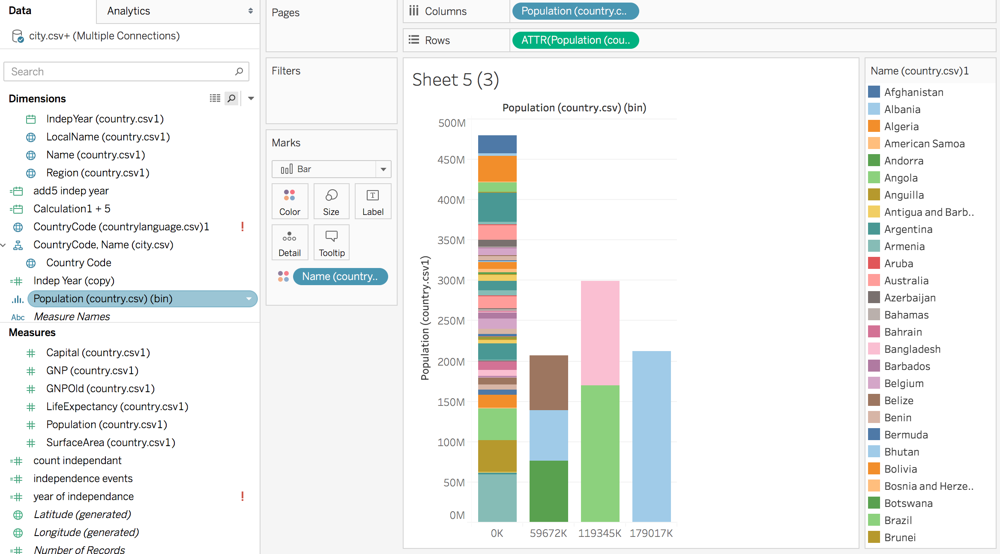 Data
Analytics
city.csv+ (Multiple Connections)
Search
Dimensions
IndepYear (country.csv1)
LocalName (country.csv1)
Name (country.csv1)
Region (country.csv1)
add5 indep year
Calculation1 + 5
CountryCode (countrylanguage.csv)1 !
CountryCode, Name (city.csv)
Country Code
Indep Year (copy)
Population (country.csv) (bin)
Abc Measure Names
Measures
Capital (country.csv1)
GNP (country.csv1)
GNPOld (country.csv1)
LifeExpectancy (country.csv1)
Population (country.csv1)
SurfaceArea (country.csv1)
count independant
independence events
year of independance !
Latitude (generated)
Longitude (generated)
Number of Records
Pages
Filters
Marks
Bar
Color
Size
T
Label
Detail
Tooltip
Name (country..
Columns
Population (country.c..
Rows
ATTR(Population (cou..
Sheet 5 (3)
Population (country.csv) (bin)
Population (country.csv1)
500M
450M
400M
350M
300M
250M
200M
150M
100M
50M
0M
0K
59672K
119345K
179017K
Name (country.csv)1
Afghanistan
Albania
Algeria
American Samoa
Andorra
Angola
Anguilla
Antigua and Barb..
Argentina
Armenia
Aruba
Australia
Azerbaijan
Bahamas
Bahrain
Bangladesh
Barbados
Belgium
Belize
Benin
Bermuda
Bhutan
Bolivia
Bosnia and Herze..
Botswana
Brazil
Brunei